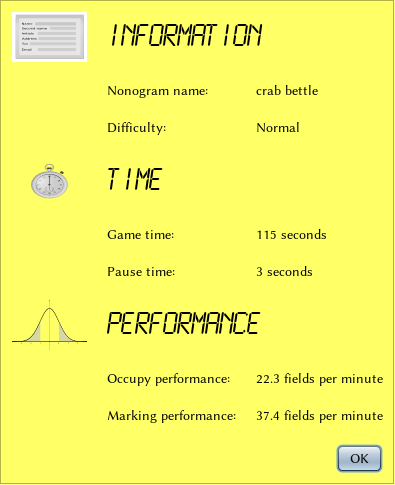 INFORMATION
Nonogram name: crab bettle
Difficulty: Normal
TIME
Game time: 115 seconds
Pause time: 3 seconds
PERFORMANCE
Occupy performance: 22.3 fields per minute
Marking performance: 37.4 fields per minute
OK